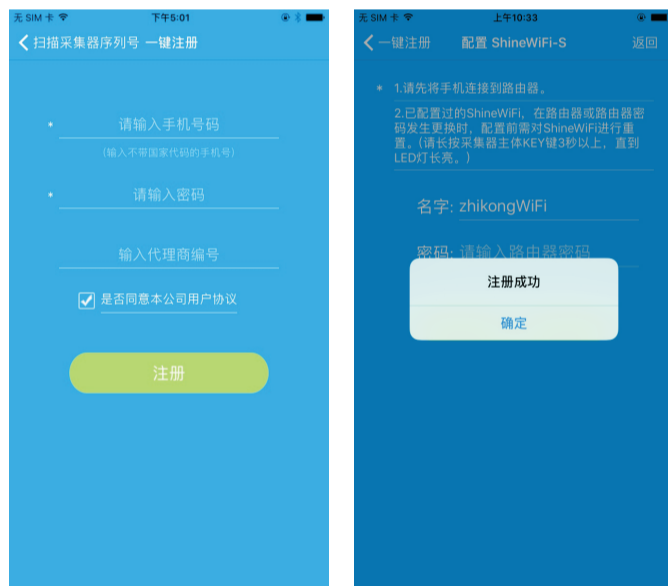 无 SIM 卡
下午5:01
扫描采集器序列号 一键注册
* 请输入手机号码
(输入不带国家代码的手机号)
* 请输入密码
输入代理商编号
是否同意本公司用户协议
注册
无 SIM 卡
上午10:33
一键注册 配置 ShineWiFi-S 返回
* 1.请先将手机连接到路由器。
2.已配置过的ShineWiFi，在路由器或路由器密
码发生更换时，配置前需对ShineWiFi进行重
置。(请长按采集器主体KEY键3秒以上，直到
LED灯长亮。)
名字: zhikongWiFi
密码: 请输入路由器密码
注册成功
确定